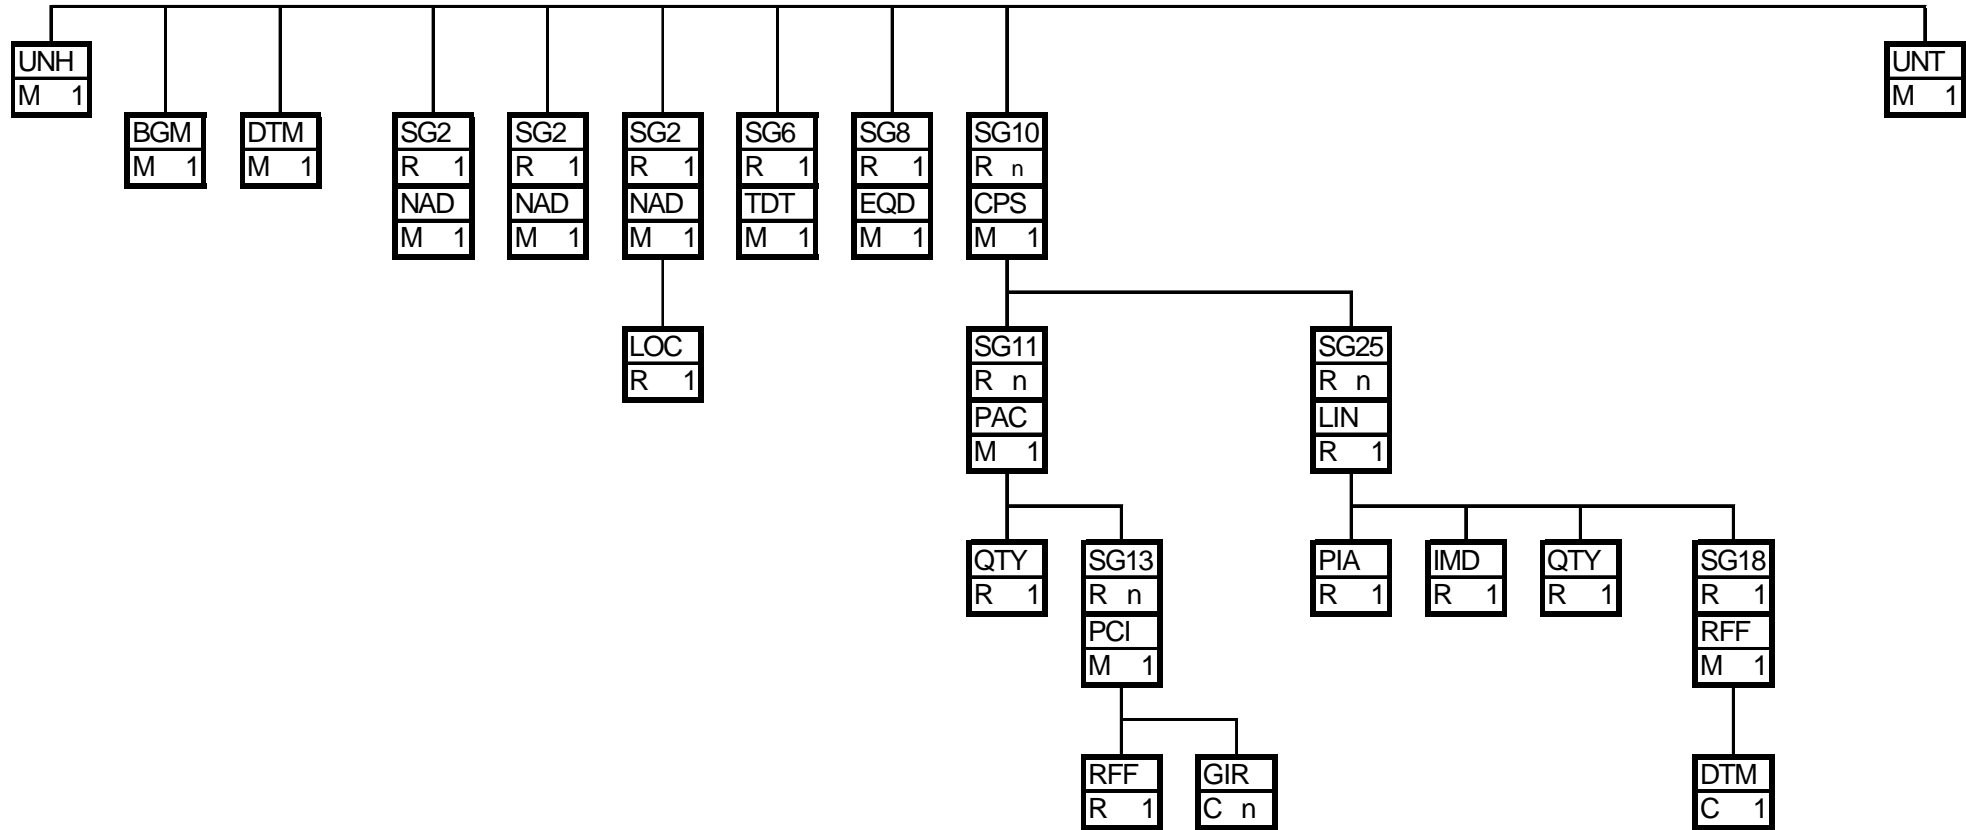 UNH
M 1
UNT
M 1
BGM
M 1
DTM
M 1
SG2
R 1
NAD
M 1
SG2
R 1
NAD
M 1
SG2
R 1
NAD
M 1
SG6
R 1
TDT
M 1
SG8
R 1
EQD
M 1
SG10
R n
CPS
M 1
LOC
R 1
SG11
R n
PAC
M 1
SG25
R n
LIN
R 1
QTY
R 1
SG13
R n
PCI
M 1
PIA
R 1
IMD
R 1
QTY
R 1
SG18
R 1
RFF
M 1
RFF
R 1
GIR
C n
DTM
C 1